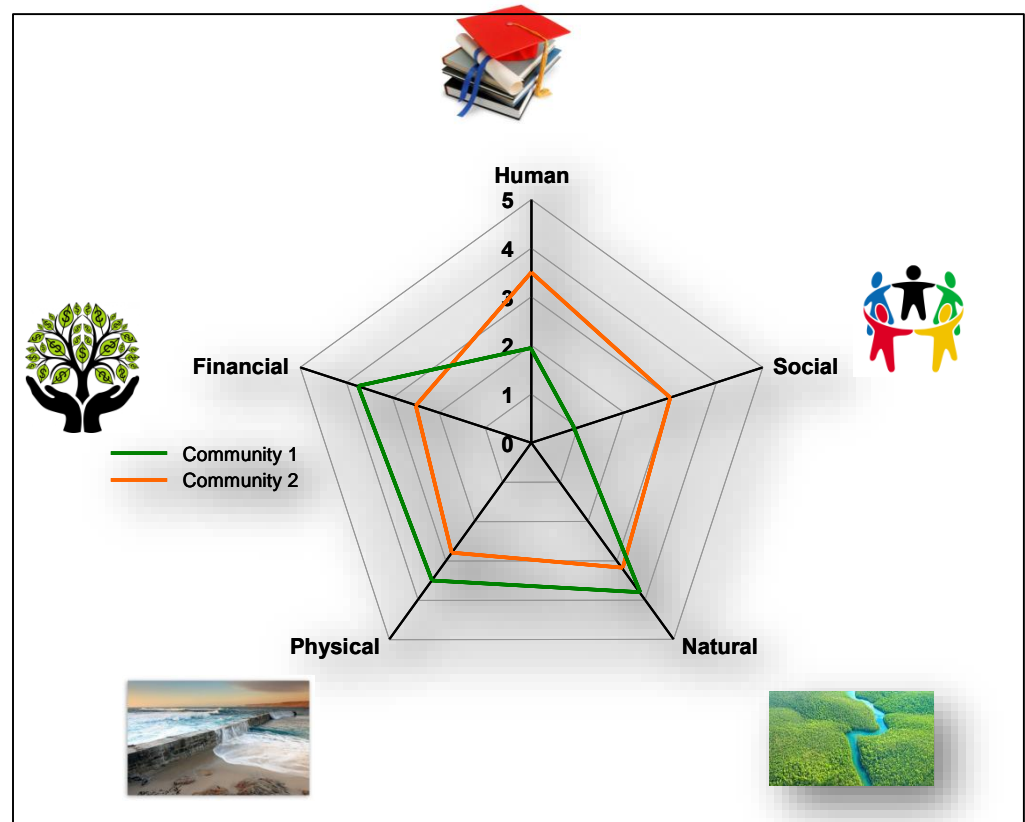 Human
5
4
3
2
1
0
Financial
Social
Community 1
Community 2
Physical
Natural